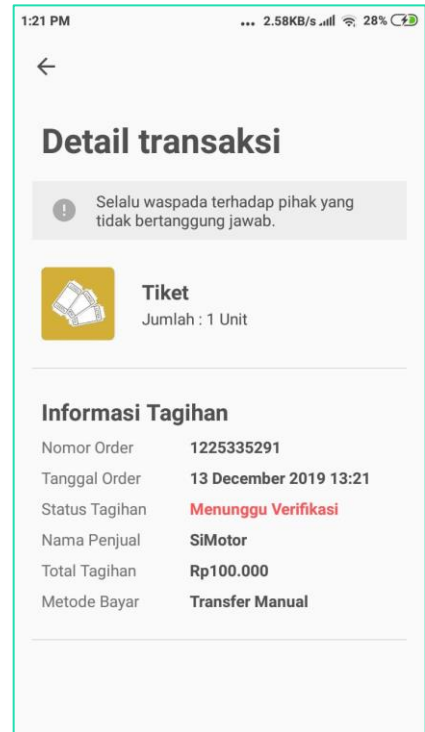 1:21 PM ... 2.58KB/s 28%
Detail transaksi
Selalu waspada terhadap pihak yang
tidak bertanggung jawab.
Tiket
Jumlah : 1 Unit
Informasi Tagihan
Nomor Order 1225335291
Tanggal Order 13 December 2019 13:21
Status Tagihan Menunggu Verifikasi
Nama Penjual SiMotor
Total Tagihan Rp100.000
Metode Bayar Transfer Manual